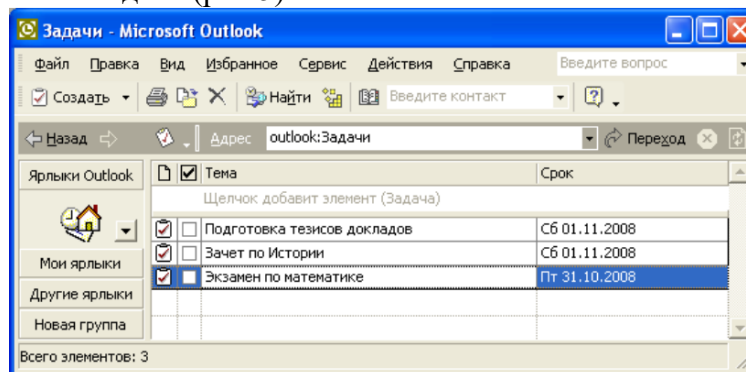 Задачи - Microsoft Outlook
Файл Правка Вид Избранное Сервис Действия Справка Введите вопрос
Создать Найти Введите контакт
Назад Адрес outlook:Задачи Переход
Ярлыки Outlook Тема Срок
Щелчок добавит элемент (Задача)
Подготовка тезисов докладов Сб 01.11.2008
Зачет по Истории Сб 01.11.2008
Мои ярлыки
Экзамен по математике Пт 31.10.2008
Другие ярлыки
Новая группа
Всего элементов: 3